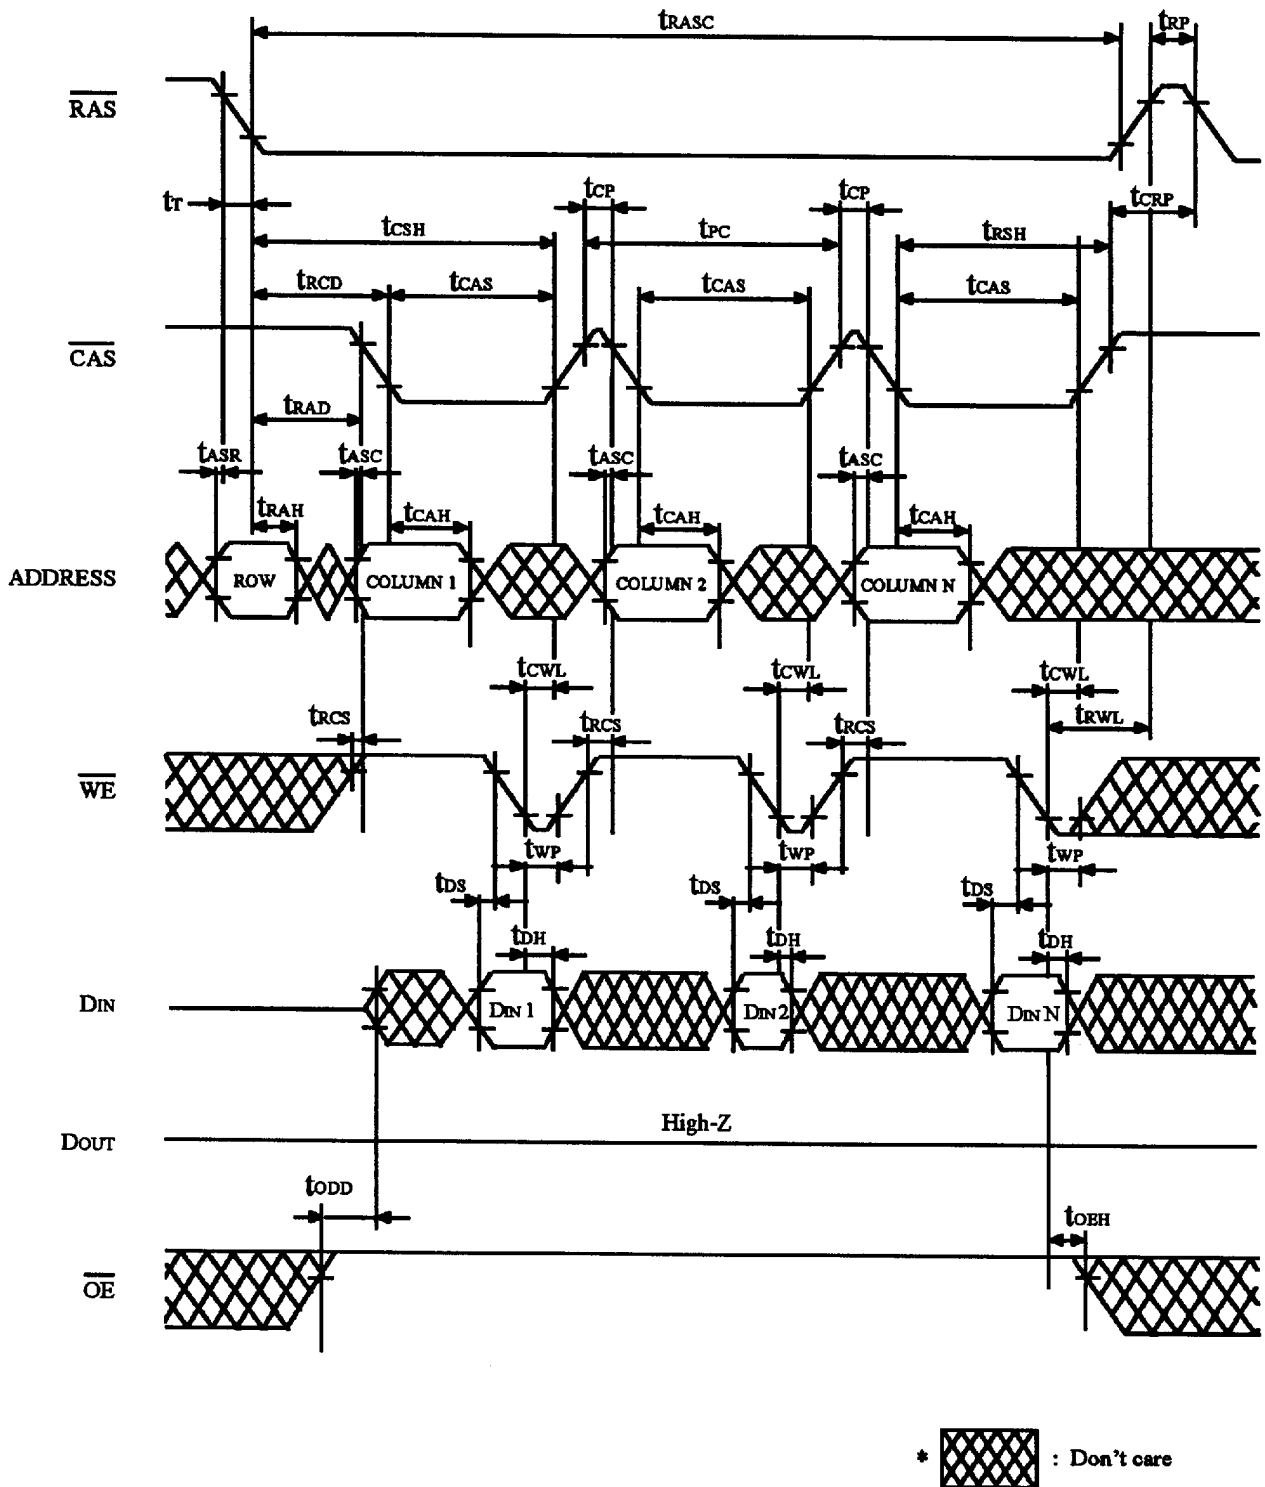 tRASC
tRP
RAS
tT
tCP
tCP
tCRP
tCSH
tPC
tRSH
tRCD
tCAS
tCAS
tCAS
CAS
tRAD
tASR
tASC
tASC
tASC
tRAH
tCAH
tCAH
tCAH
ADDRESS
ROW
COLUMN 1
COLUMN 2
COLUMN N
tCWL
tCWL
tCWL
tRCS
tRCS
tRCS
tRWL
WE
tWP
tWP
tWP
tDS
tDS
tDS
tDH
tDH
tDH
DIN
DIN 1
DIN 2
DIN N
DOUT
High-Z
tODD
tOEH
OE
* : Don't care